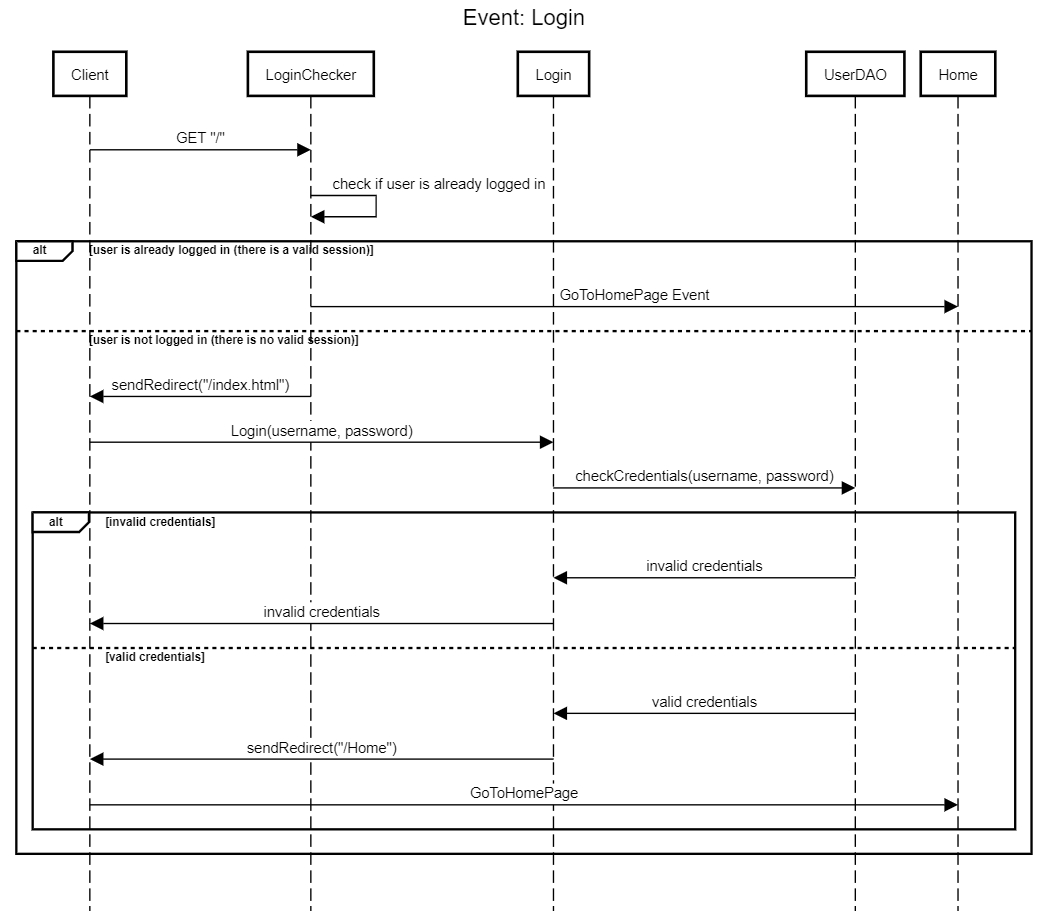 Event: Login
Client
LoginChecker
Login
UserDAO
Home
GET "/"
check if user is already logged in
alt
[user is already logged in (there is a valid session)]
GoToHomePage Event
[user is not logged in (there is no valid session)]
sendRedirect("/index.html")
Login(username, password)
checkCredentials(username, password)
alt
[invalid credentials]
invalid credentials
invalid credentials
[valid credentials]
valid credentials
sendRedirect("/Home")
GoToHomePage